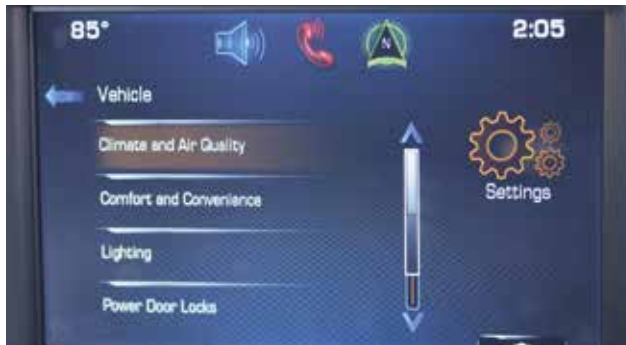 85°
2:05
N
Vehicle
Climate and Air Quality
Settings
Comfort and Convenience
Lighting
Power Door Locks